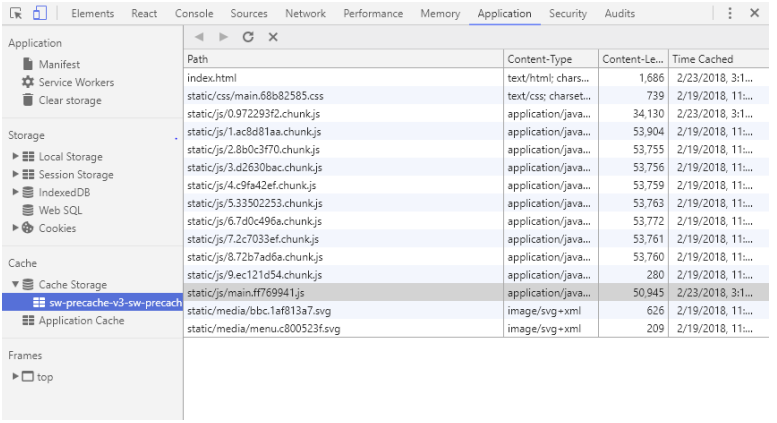 Elements React Console Sources Network Performance Memory Application Security Audits
Application
Manifest
Service Workers
Clear storage
Storage
Local Storage
Session Storage
IndexedDB
Web SQL
Cookies
Cache
Cache Storage
sw-precache-v3-sw-precach
Application Cache
Frames
top
Path Content-Type Content-Le... Time Cached
index.html text/html; chars... 1,686 2/23/2018, 3:1...
static/css/main.68b82585.css text/css; charset... 739 2/19/2018, 11:...
static/js/0.972293f2.chunk.js application/java... 34,130 2/23/2018, 3:1...
static/js/1.ac8d81aa.chunk.js application/java... 53,904 2/19/2018, 11:...
static/js/2.8b0c3f70.chunk.js application/java... 53,755 2/19/2018, 11:...
static/js/3.d2630bac.chunk.js application/java... 53,756 2/19/2018, 11:...
static/js/4.c9fa42ef.chunk.js application/java... 53,759 2/19/2018, 11:...
static/js/5.33502253.chunk.js application/java... 53,763 2/19/2018, 11:...
static/js/6.7d0c496a.chunk.js application/java... 53,772 2/19/2018, 11:...
static/js/7.2c7033ef.chunk.js application/java... 53,761 2/19/2018, 11:...
static/js/8.72b7ad6a.chunk.js application/java... 53,760 2/19/2018, 11:...
static/js/9.ec121d54.chunk.js application/java... 280 2/19/2018, 11:...
static/js/main.ff769941.js application/java... 50,945 2/23/2018, 3:1...
static/media/bbc.1af813a7.svg image/svg+xml 626 2/19/2018, 11:...
static/media/menu.c800523f.svg image/svg+xml 209 2/19/2018, 11:...